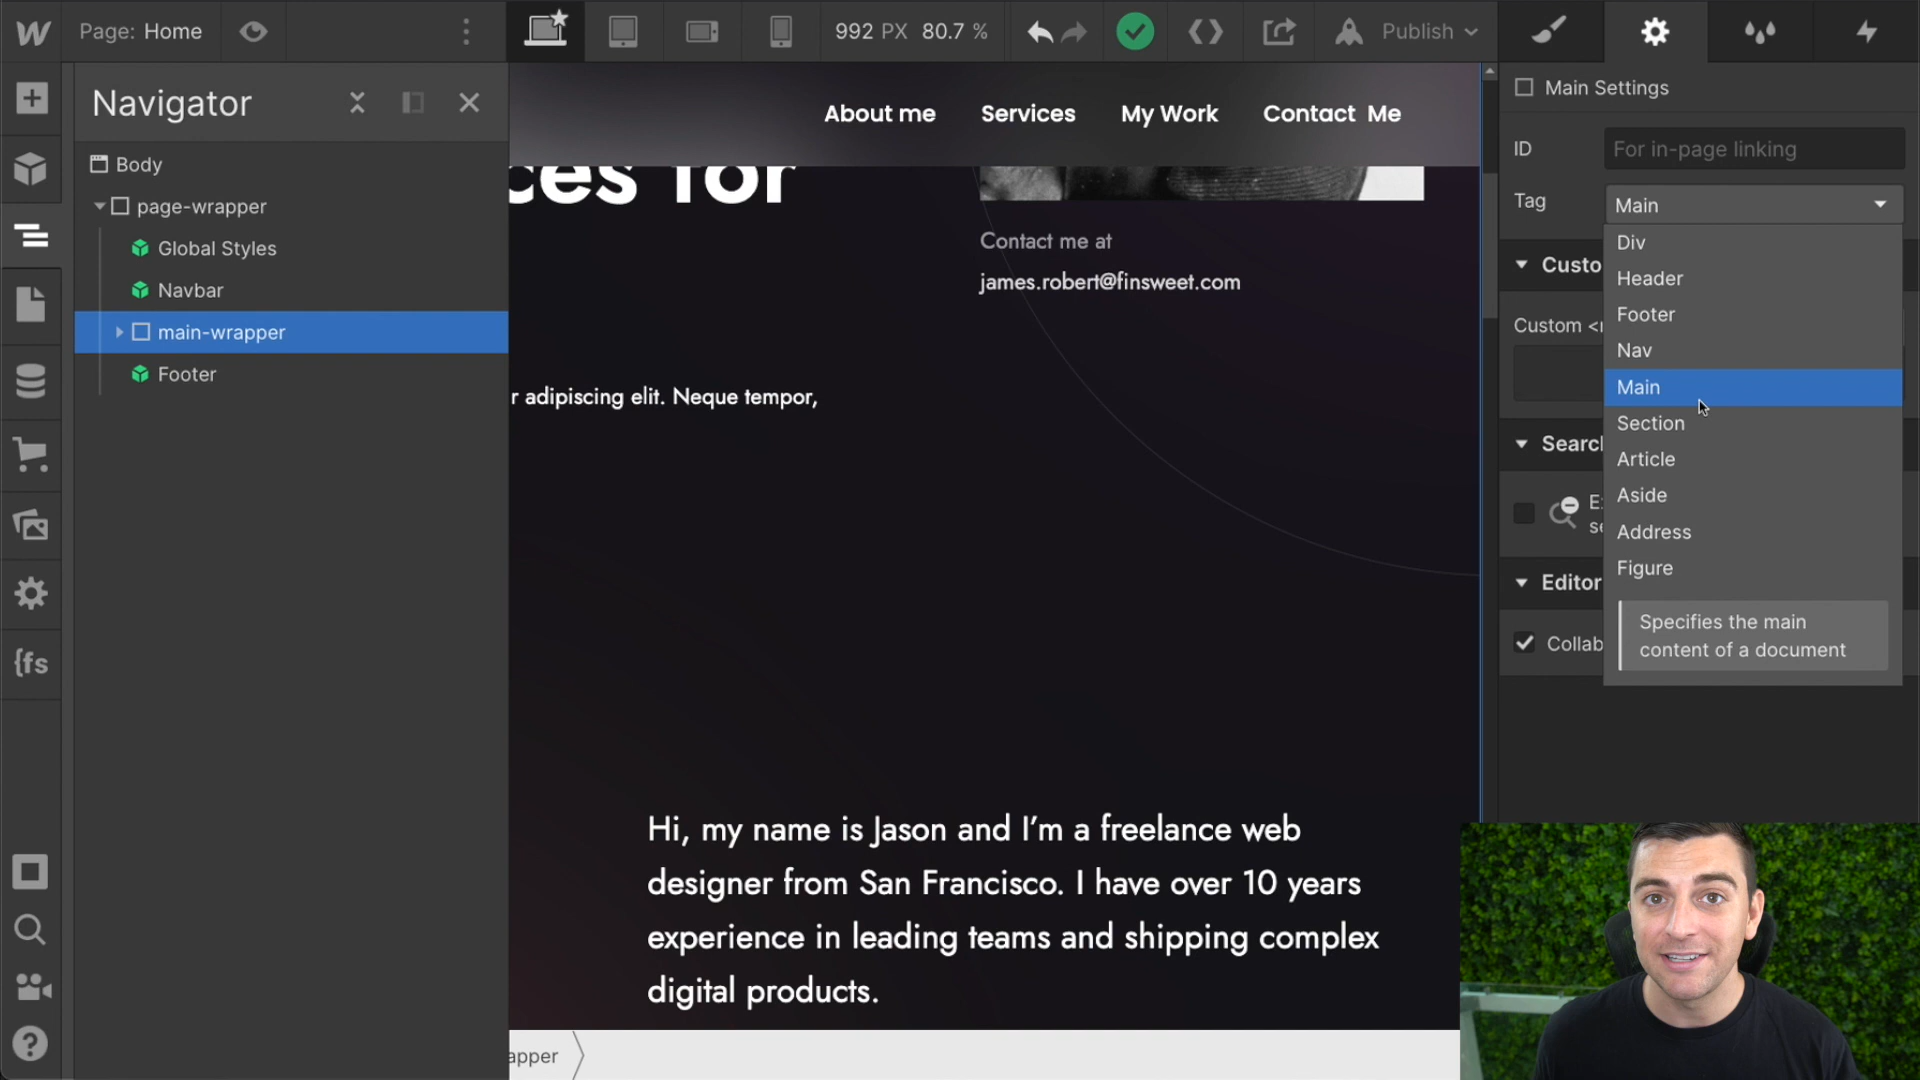 Page: Home
992 PX 80.7 %
Publish
Navigator
Body
page-wrapper
Global Styles
Navbar
main-wrapper
Footer
{fs
About me Services My Work Contact Me
ces for
Contact me at
james.robert@finsweet.com
r adipiscing elit. Neque tempor,
Hi, my name is Jason and I’m a freelance web
designer from San Francisco. I have over 10 years
experience in leading teams and shipping complex
digital products.
apper
Main Settings
ID For in-page linking
Tag Main
Div
Header
Footer
Nav
Main
Section
Article
Aside
Address
Figure
Specifies the main
content of a document
Custo
Custom <
Searc
E
se
Editor
Collab